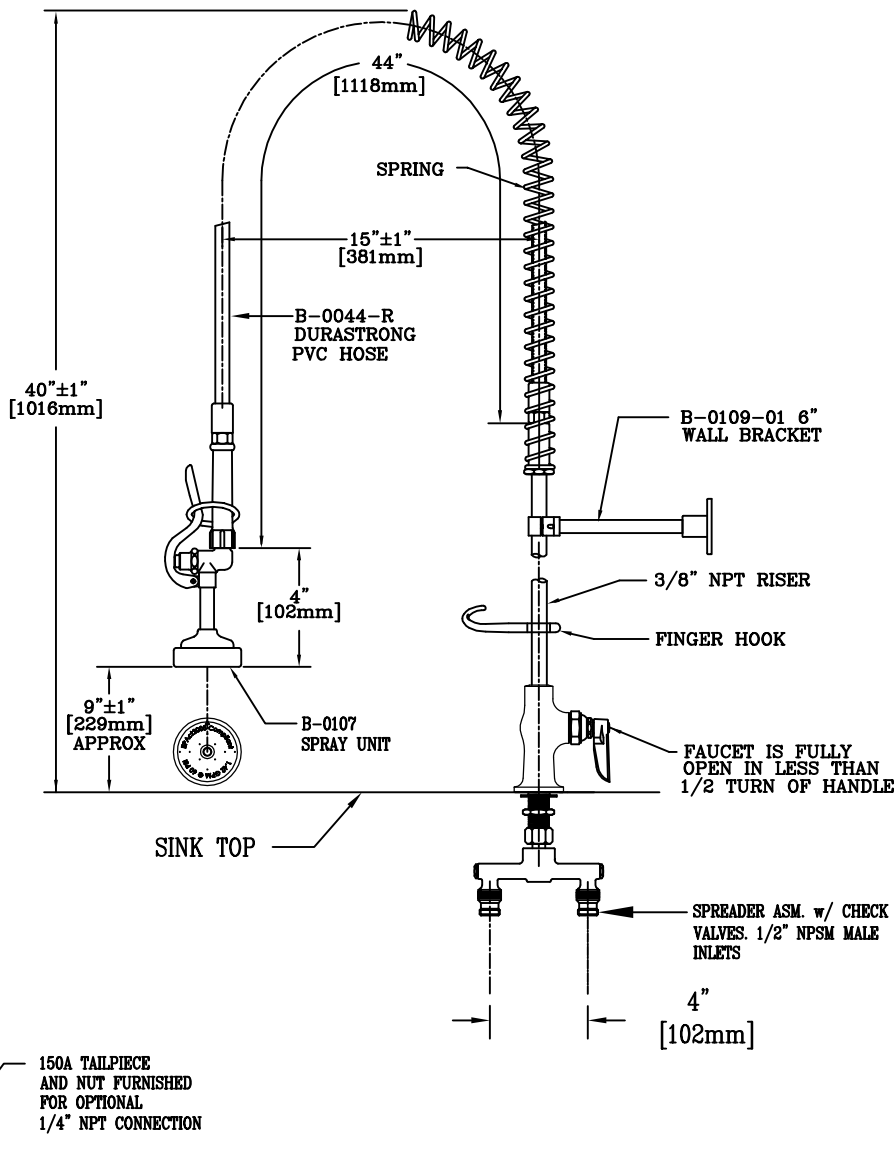 44"
[1118mm]
SPRING
15"±1"
[381mm]
B-0044-R
DURASTRONG
PVC HOSE
40"±1"
[1016mm]
B-0109-01 6"
WALL BRACKET
4"
[102mm]
3/8" NPT RISER
FINGER HOOK
9"±1"
[229mm]
APPROX
B-0107
SPRAY UNIT
FAUCET IS FULLY
OPEN IN LESS THAN
1/2 TURN OF HANDLE
SINK TOP
SPREADER ASM. w/ CHECK
VALVES. 1/2" NPSM MALE
INLETS
4"
[102mm]
150A TAILPIECE
AND NUT FURNISHED
FOR OPTIONAL
1/4" NPT CONNECTION